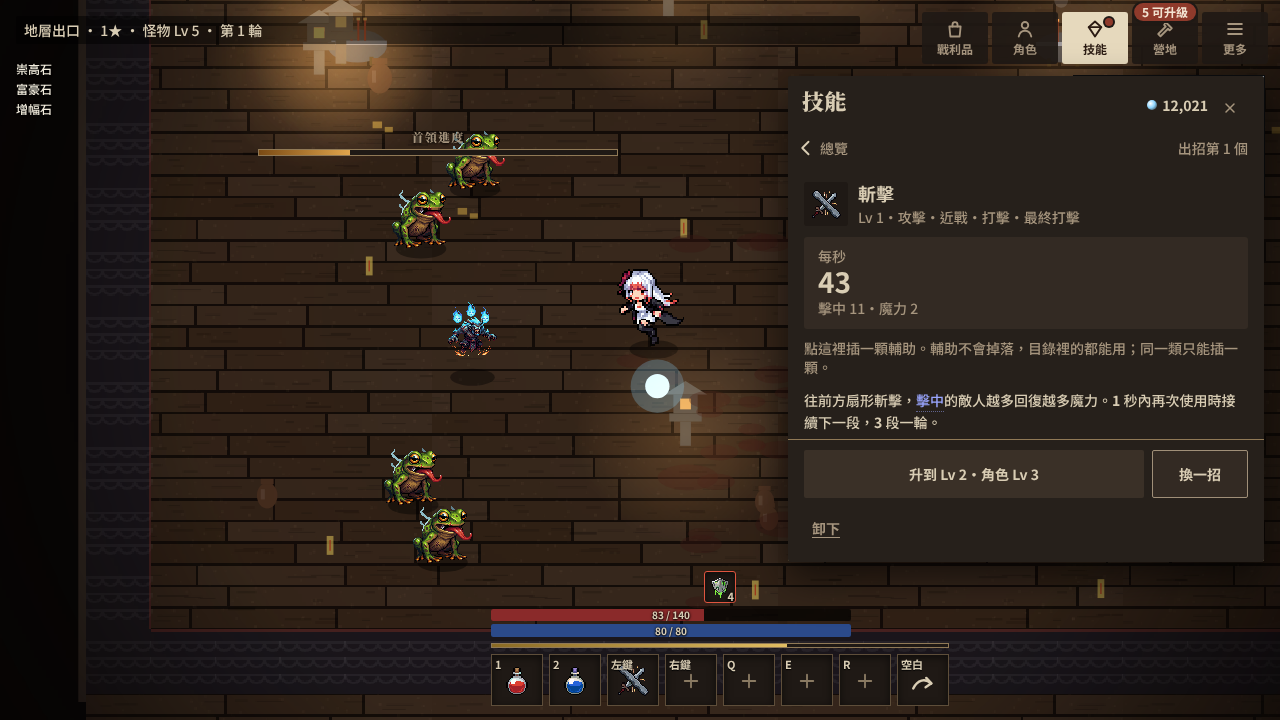 地層出口・1★・怪物 Lv 5・第 1 輪
崇高石
富豪石
增幅石
首領進度
戰利品
角色
技能
5 可升級
營地
更多
技能
12,021
總覽
出招第 1 個
斬擊
Lv 1・攻擊・近戰・打擊・最終打擊
每秒
43
擊中 11・魔力 2
點這裡插一顆輔助。輔助不會掉落，目錄裡的都能用；同一類只能插一
顆。
往前方扇形斬擊，擊中的敵人越多回復越多魔力。1 秒內再次使用時接
續下一段，3 段一輪。
升到 Lv 2・角色 Lv 3
換一招
卸下
4
83 / 140
80 / 80
1
2
左鍵
右鍵
Q
E
R
空白